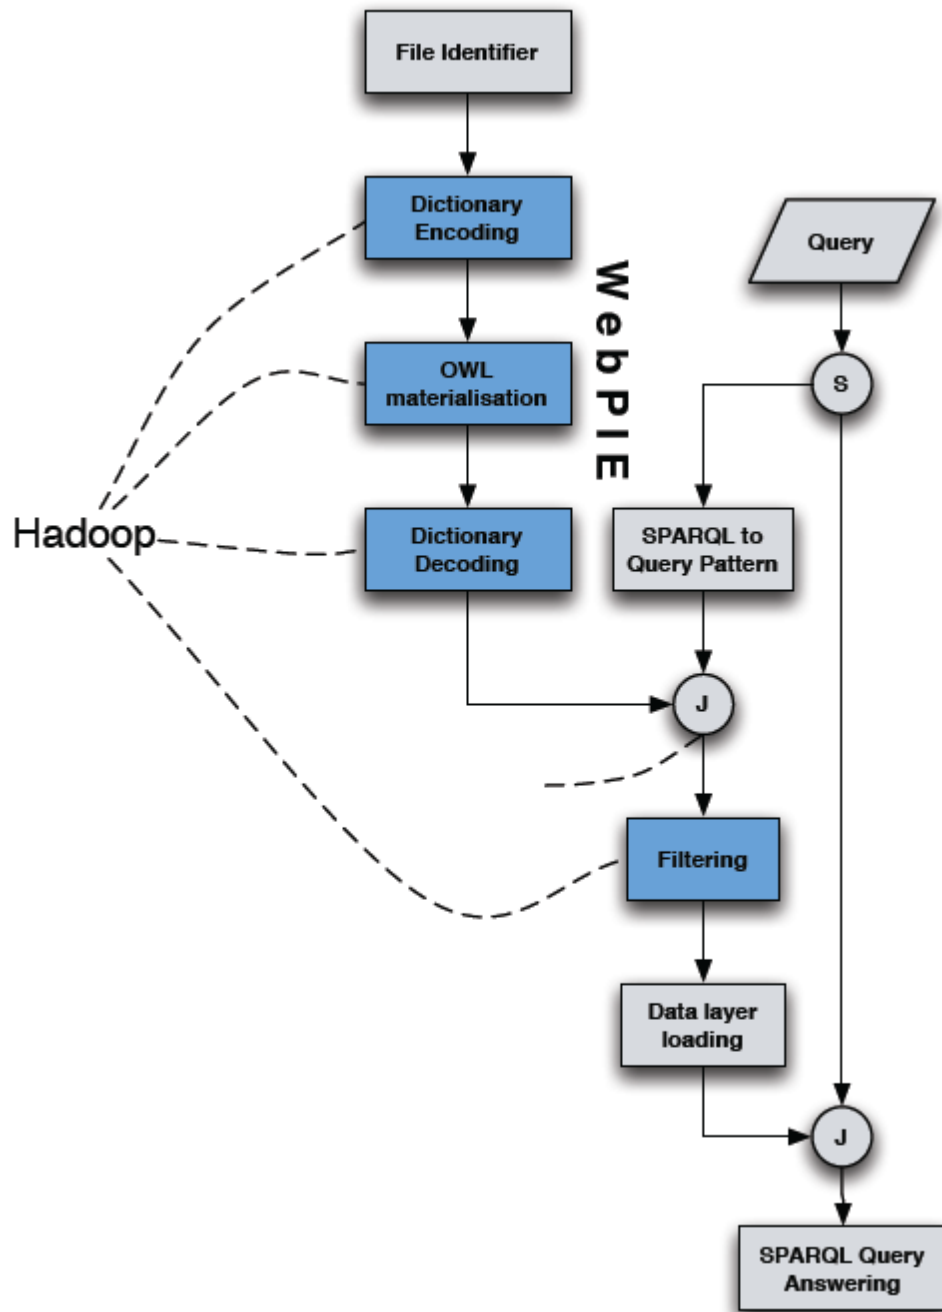 File Identifier
Dictionary
Encoding
Query
WebPIE
OWL
materialisation
S
Hadoop
Dictionary
Decoding
SPARQL to
Query Pattern
J
Filtering
Data layer
loading
J
SPARQL Query
Answering